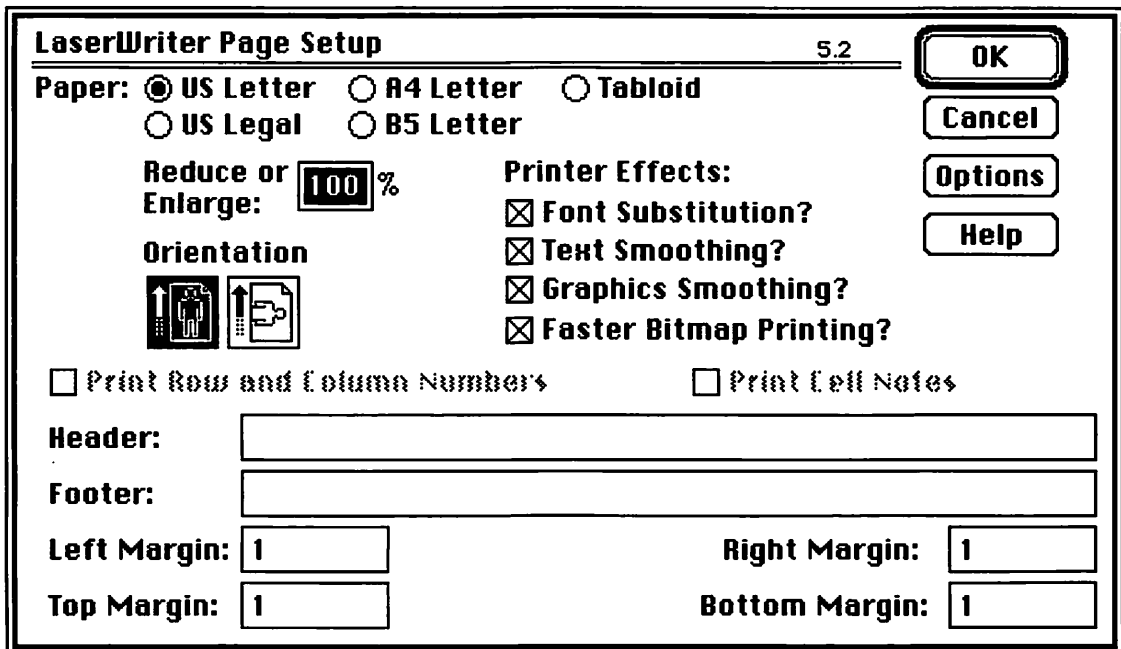 LaserWriter Page Setup 5.2 OK
Paper: US Letter A4 Letter Tabloid
US Legal B5 Letter Cancel
Reduce or 100 % Printer Effects: Options
Enlarge: Font Substitution?
Orientation Text Smoothing? Help
Graphics Smoothing?
Faster Bitmap Printing?
Print Row and Column Numbers Print Cell Notes
Header:
Footer:
Left Margin: 1 Right Margin: 1
Top Margin: 1 Bottom Margin: 1